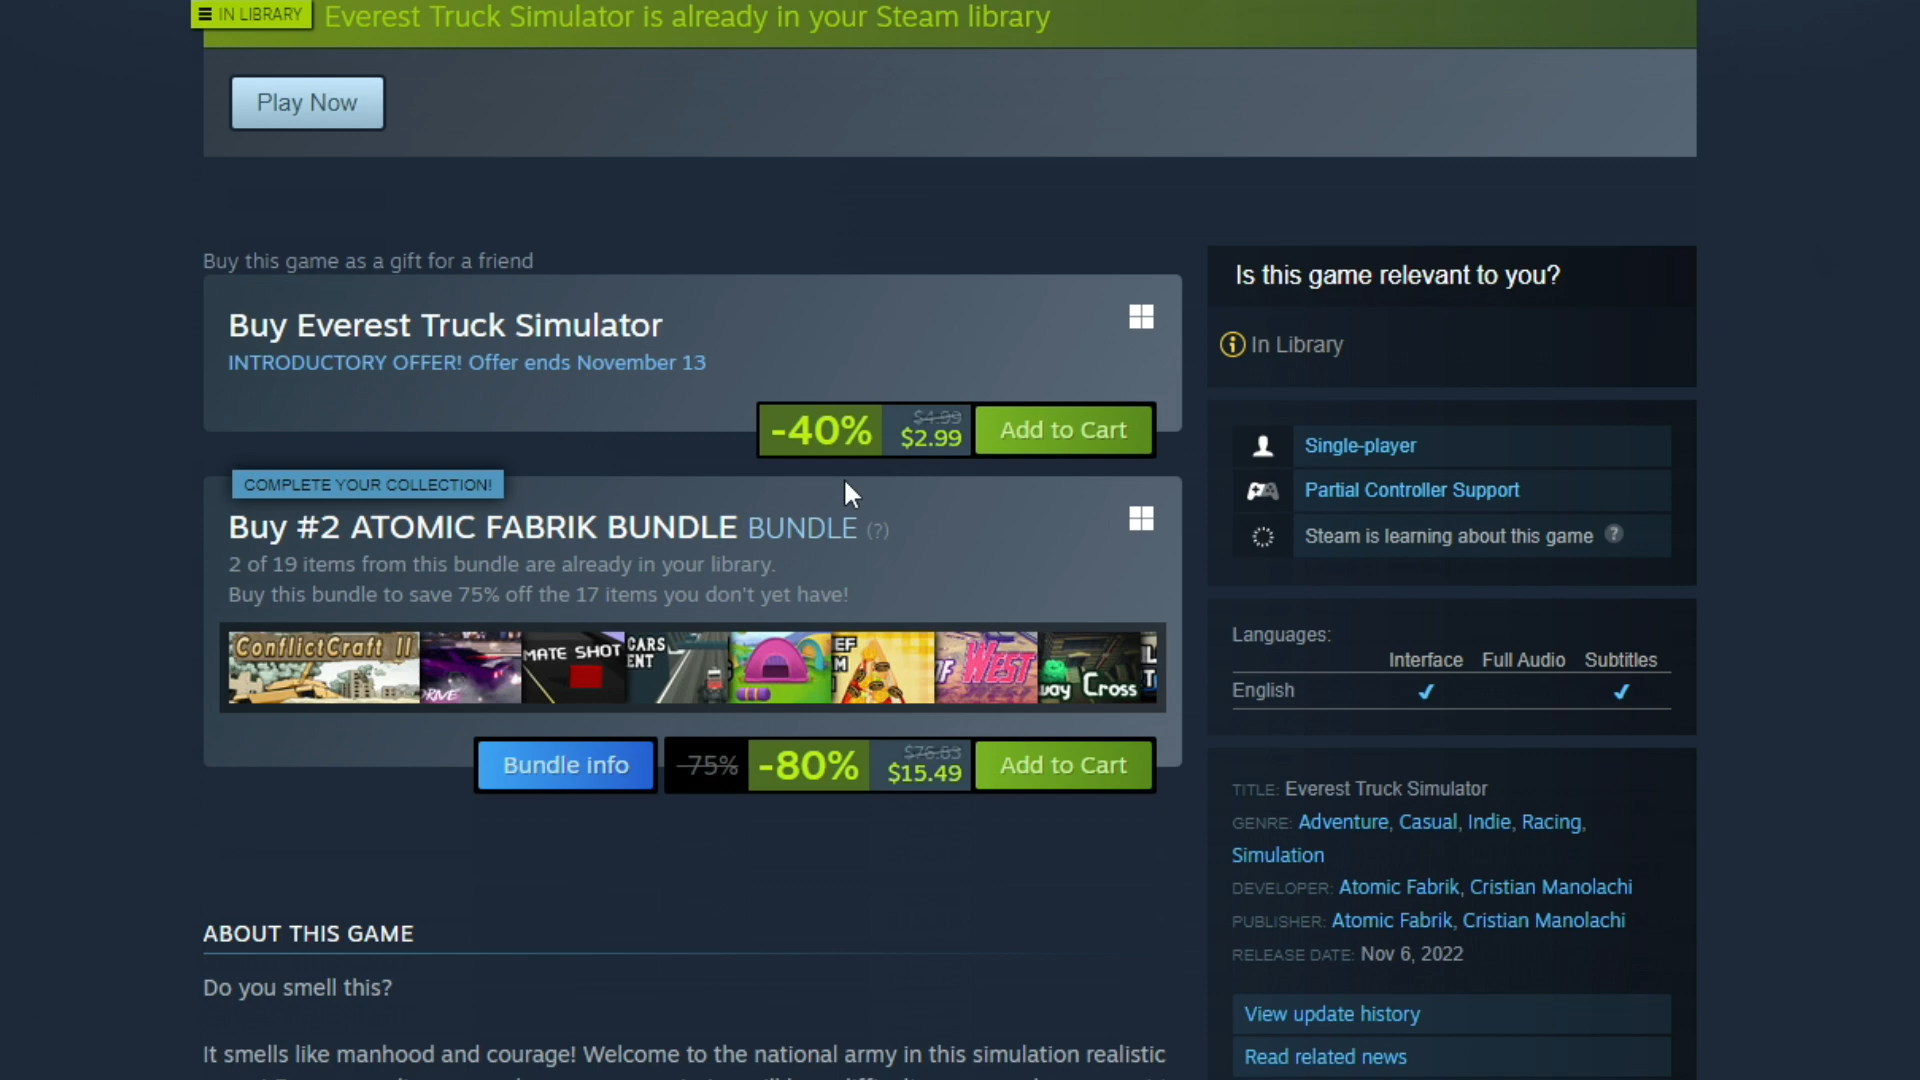 IN LIBRARY
Everest Truck Simulator is already in your Steam library
Play Now
Buy this game as a gift for a friend
Buy Everest Truck Simulator
INTRODUCTORY OFFER! Offer ends November 13
-40%
$4.99
$2.99
Add to Cart
COMPLETE YOUR COLLECTION!
Buy #2 ATOMIC FABRIK BUNDLE BUNDLE (?)
2 of 19 items from this bundle are already in your library.
Buy this bundle to save 75% off the 17 items you don't yet have!
ConflictCraft II
DRIVE
MATE SHOT
CARS
ENT
EF
OF WEST
way Cross
Bundle info
-75%
-80%
$76.83
$15.49
Add to Cart
ABOUT THIS GAME
Do you smell this?
It smells like manhood and courage! Welcome to the national army in this simulation realistic
Is this game relevant to you?
In Library
Single-player
Partial Controller Support
Steam is learning about this game ?
Languages:
Interface Full Audio Subtitles
English ✔ ✔
TITLE: Everest Truck Simulator
GENRE: Adventure, Casual, Indie, Racing,
Simulation
DEVELOPER: Atomic Fabrik, Cristian Manolachi
PUBLISHER: Atomic Fabrik, Cristian Manolachi
RELEASE DATE: Nov 6, 2022
View update history
Read related news